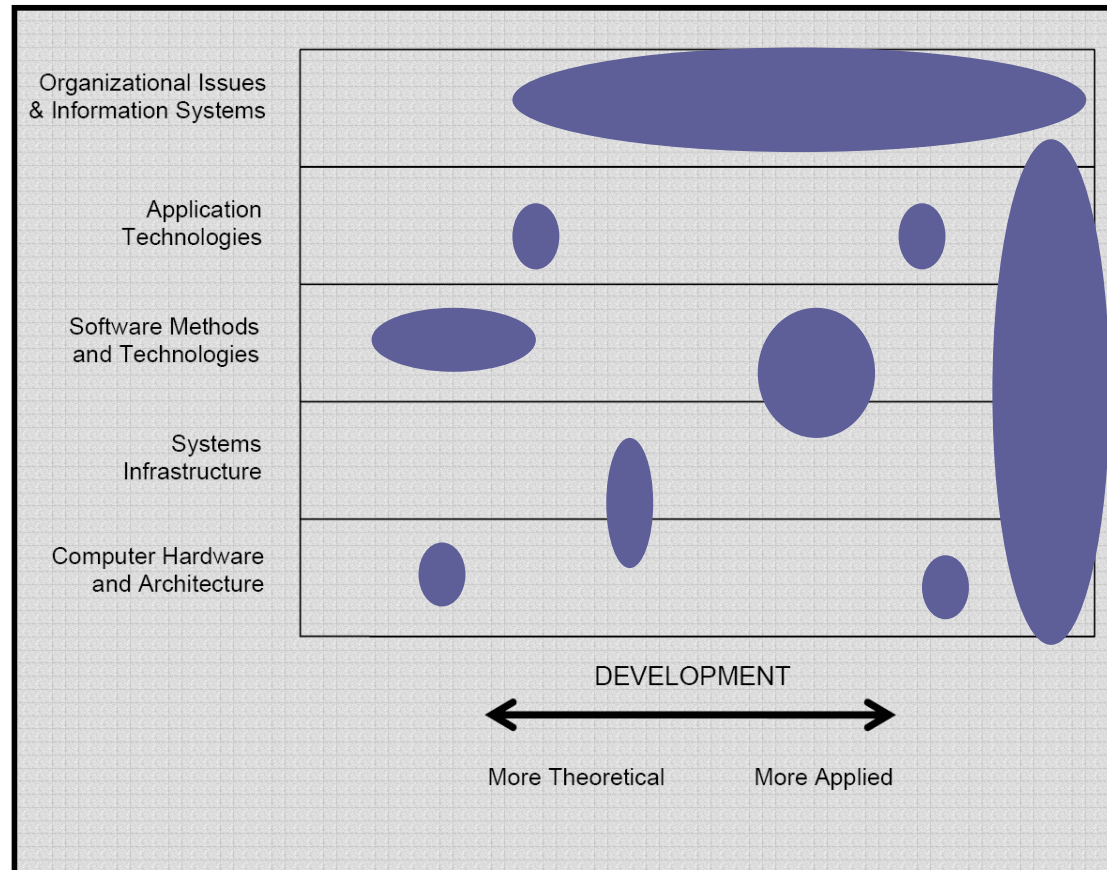 Organizational Issues
& Information Systems
Application
Technologies
Software Methods
and Technologies
Systems
Infrastructure
Computer Hardware
and Architecture
DEVELOPMENT
More Theoretical
More Applied